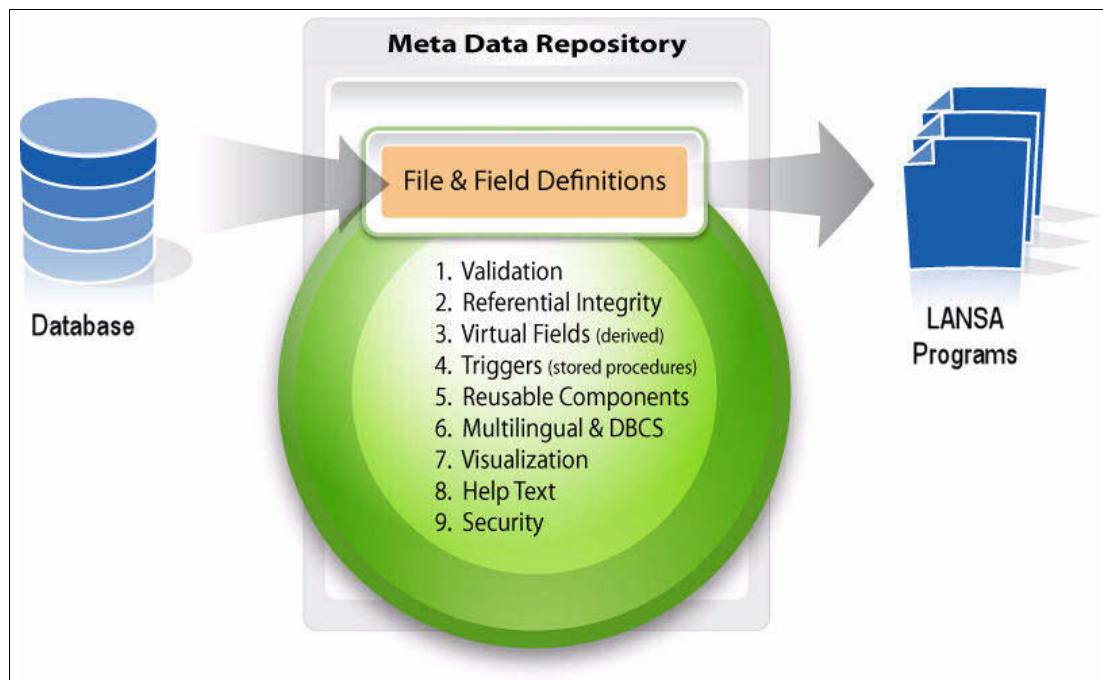 Meta Data Repository
File & Field Definitions
1. Validation
2. Referential Integrity
3. Virtual Fields (derived)
4. Triggers (stored procedures)
5. Reusable Components
6. Multilingual & DBCS
7. Visualization
8. Help Text
9. Security
Database
LANSA
Programs